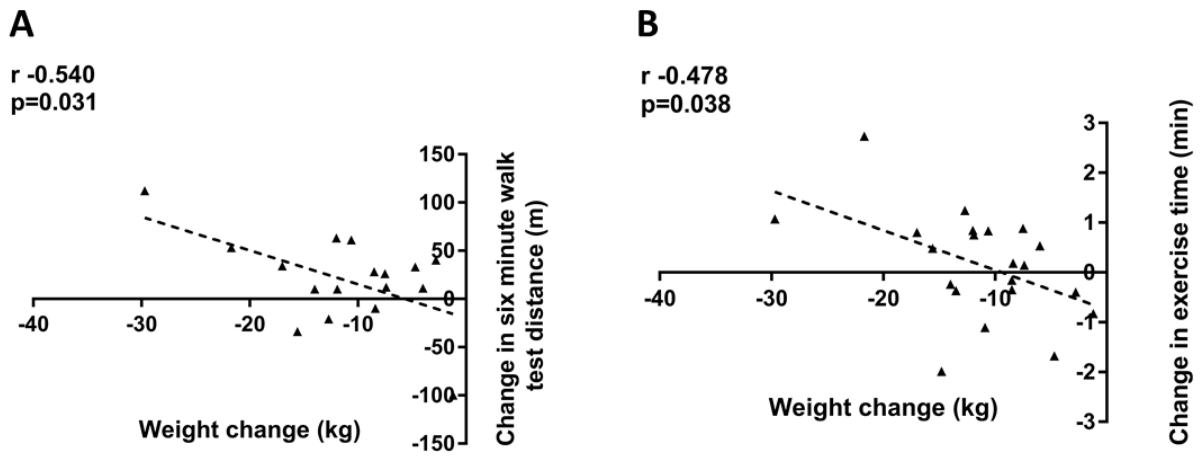 A
r -0.540
p=0.031
150
100
50
0
-50
-100
-150
-40
-30
-20
-10
Weight change (kg)
Change in six minute walk
test distance (m)
B
r -0.478
p=0.038
3
2
1
0
-1
-2
-3
-40
-30
-20
-10
Weight change (kg)
Change in exercise time (min)